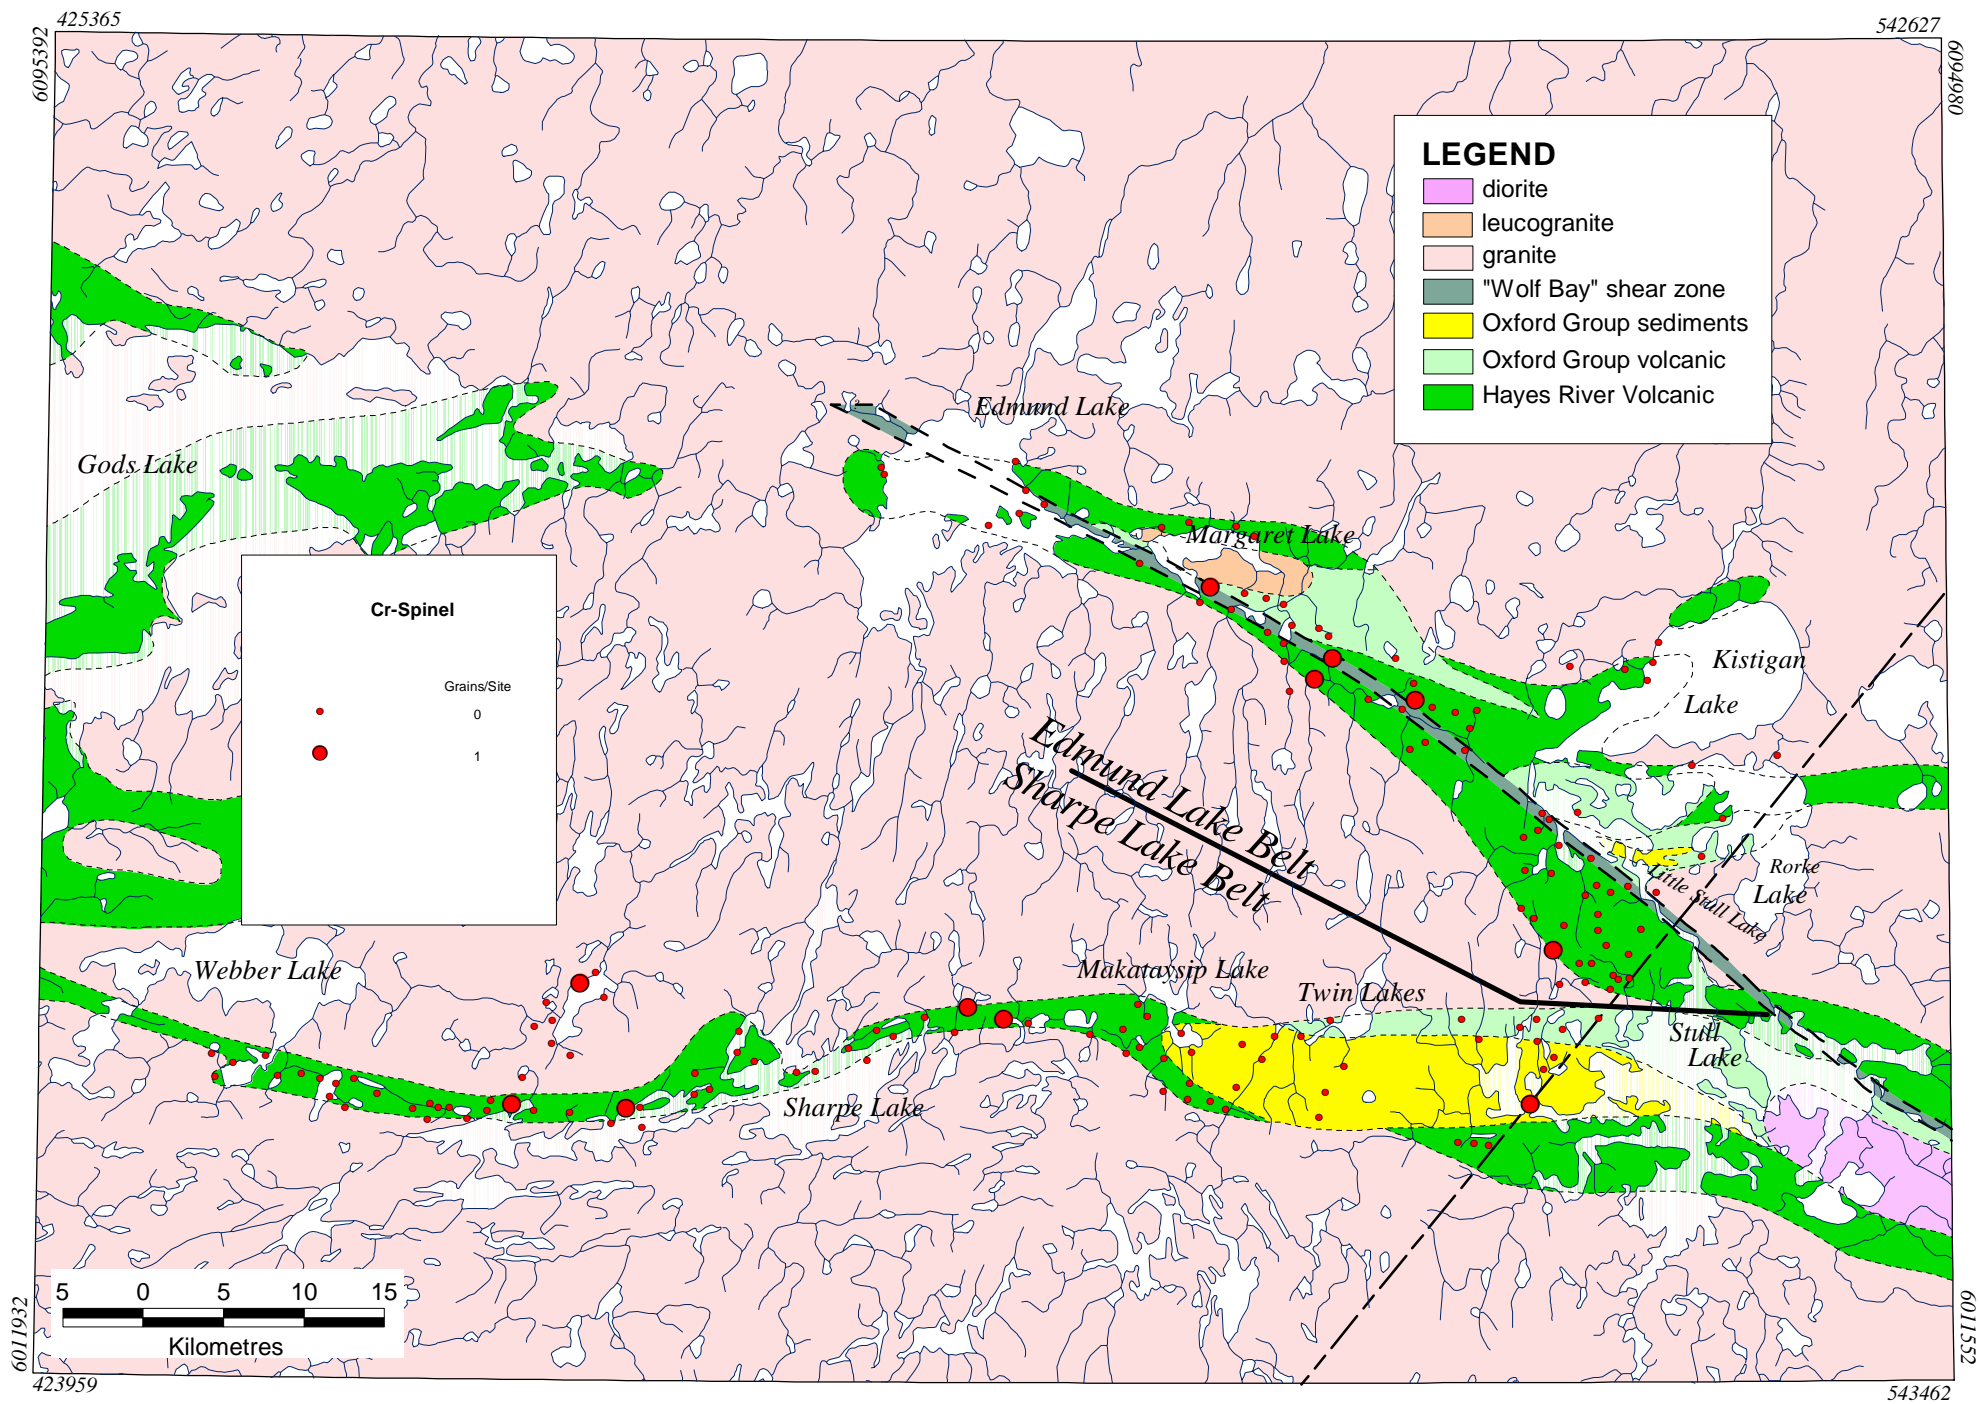 425365
542627
6095392
6094980
LEGEND
diorite
leucogranite
granite
"Wolf Bay" shear zone
Oxford Group sediments
Oxford Group volcanic
Hayes River Volcanic
Edmund Lake
Gods Lake
Margaret Lake
Cr-Spinel
Grains/Site
0
1
Kistigan
Lake
Edmund Lake Belt
Sharpe Lake Belt
Rorke
Lake
Little Stull Lake
Webber Lake
Makataysip Lake
Twin Lakes
Stull
Lake
Sharpe Lake
5 0 5 10 15
Kilometres
6011932
6011552
423959
543462